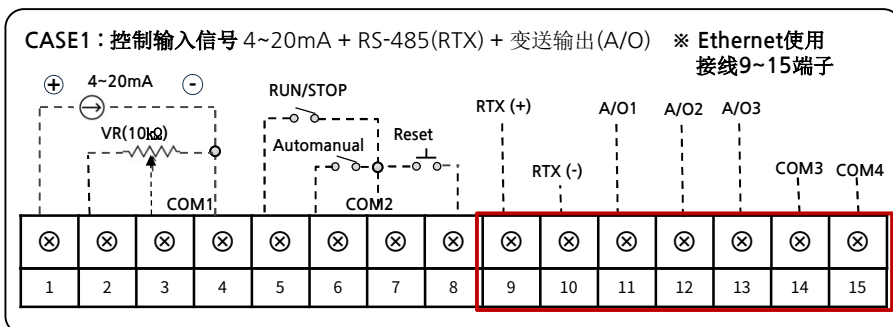 CASE1 : 控制输入信号 4~20mA + RS-485(RTX) + 变送输出(A/O) ※ Ethernet使用
接线9~15端子
⊕ 4~20mA ⊖
RUN/STOP
RTX (+) A/O1 A/O2 A/O3
VR(10kΩ)
Automanual Reset
RTX (-) COM3 COM4
COM1 COM2
1 2 3 4 5 6 7 8 9 10 11 12 13 14 15